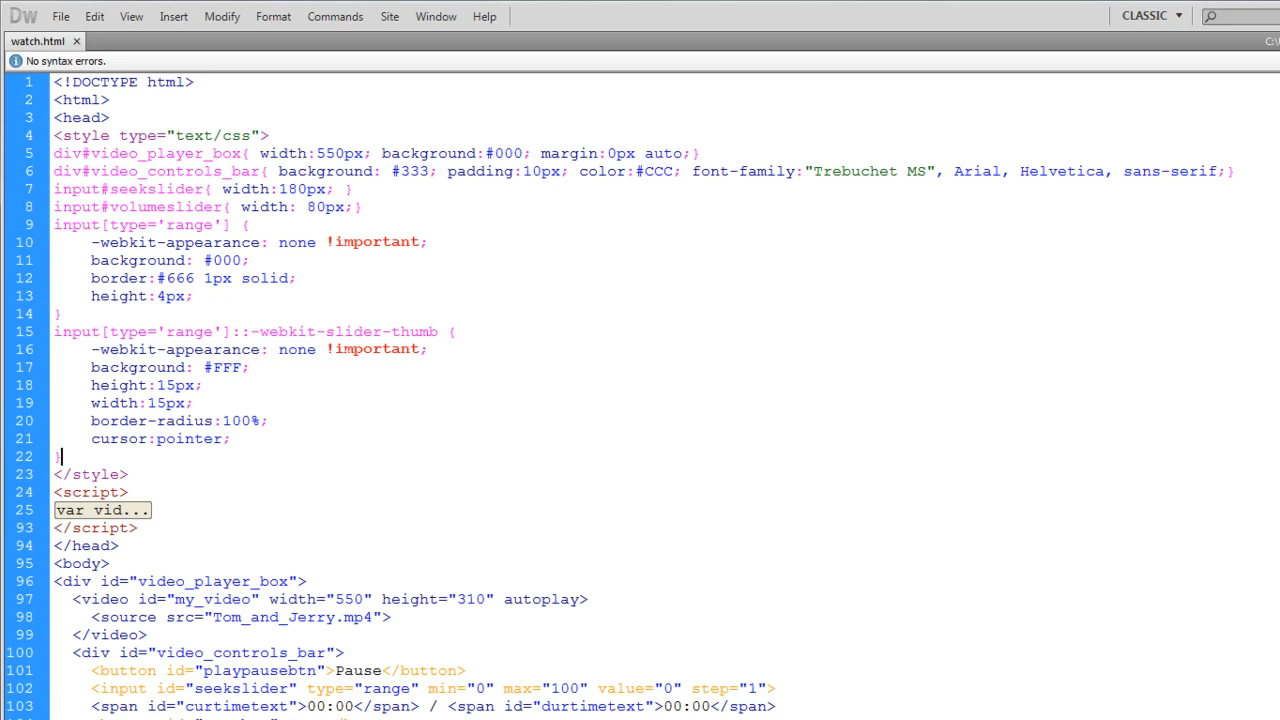 Dw File Edit View Insert Modify Format Commands Site Window Help CLASSIC
watch.html × C:\
No syntax errors.
1 <!DOCTYPE html>
2 <html>
3 <head>
4 <style type="text/css">
5 div#video_player_box{ width:550px; background:#000; margin:0px auto;}
6 div#video_controls_bar{ background: #333; padding:10px; color:#CCC; font-family:"Trebuchet MS", Arial, Helvetica, sans-serif;}
7 input#seekslider{ width:180px; }
8 input#volumeslider{ width: 80px;}
9 input[type='range'] {
10 -webkit-appearance: none !important;
11 background: #000;
12 border:#666 1px solid;
13 height:4px;
14 }
15 input[type='range']::-webkit-slider-thumb {
16 -webkit-appearance: none !important;
17 background: #FFF;
18 height:15px;
19 width:15px;
20 border-radius:100%;
21 cursor:pointer;
22 }
23 </style>
24 <script>
25 var vid...
93 </script>
94 </head>
95 <body>
96 <div id="video_player_box">
97 <video id="my_video" width="550" height="310" autoplay>
98 <source src="Tom_and_Jerry.mp4">
99 </video>
100 <div id="video_controls_bar">
101 <button id="playpausebtn">Pause</button>
102 <input id="seekslider" type="range" min="0" max="100" value="0" step="1">
103 <span id="curtimetext">00:00</span> / <span id="durtimetext">00:00</span>